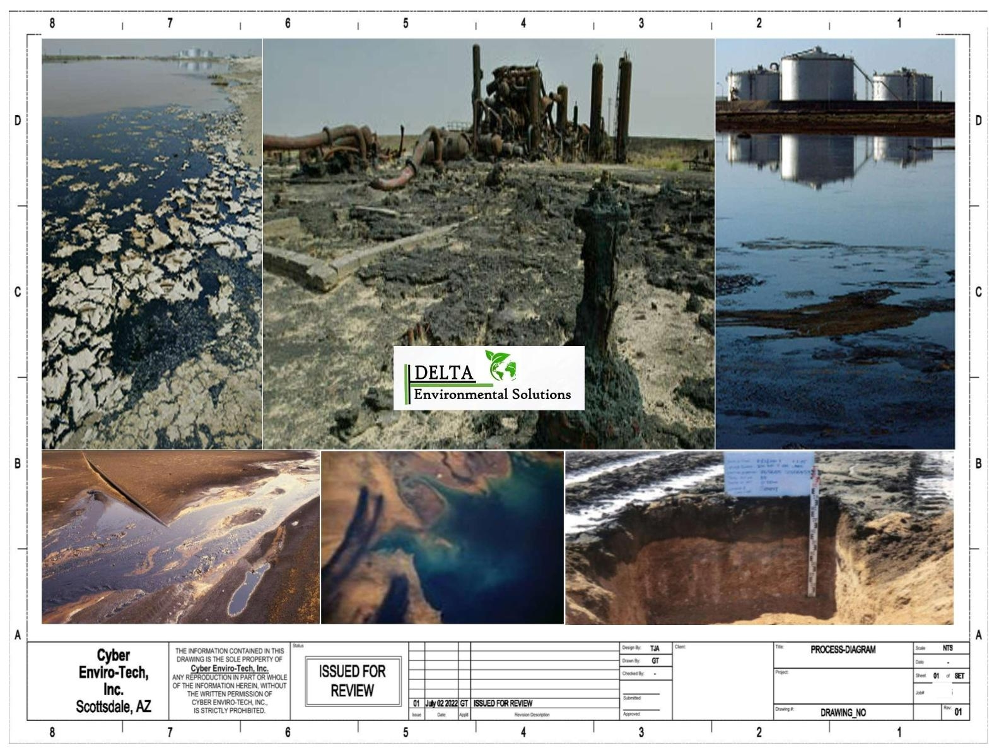 8 7 6 5 4 3 2 1
D D
C C
B B
A A
DELTA
Environmental Solutions
Cyber
Enviro-Tech,
Inc.
Scottsdale, AZ
THE INFORMATION CONTAINED IN THIS
DRAWING IS THE SOLE PROPERTY OF
Cyber Enviro-Tech, Inc.
ANY REPRODUCTION IN PART OR WHOLE
OF THE INFORMATION HEREIN, WITHOUT
THE WRITTEN PERMISSION OF
CYBER ENVIRO-TECH, INC.,
IS STRICTLY PROHIBITED.
Status
ISSUED FOR
REVIEW
01 July 02 2022 GT ISSUED FOR REVIEW
Issue Date Appld Revision Description
Design By: TJA
Drawn By: GT
Checked By: -
Submitted
Approved
Client:
Title: PROCESS-DIAGRAM
Project:
Drawing #: DRAWING_NO
Scale NTS
Date -
Sheet 01 of SET
Job#
Rev: 01
8 7 6 5 4 3 2 1